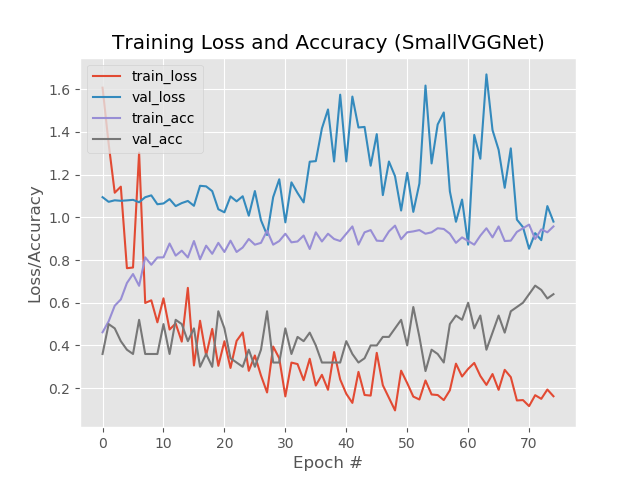 Training Loss and Accuracy (SmallVGGNet)
train_loss
val_loss
train_acc
val_acc
Loss/Accuracy
1.6
1.4
1.2
1.0
0.8
0.6
0.4
0.2
0 10 20 30 40 50 60 70
Epoch #